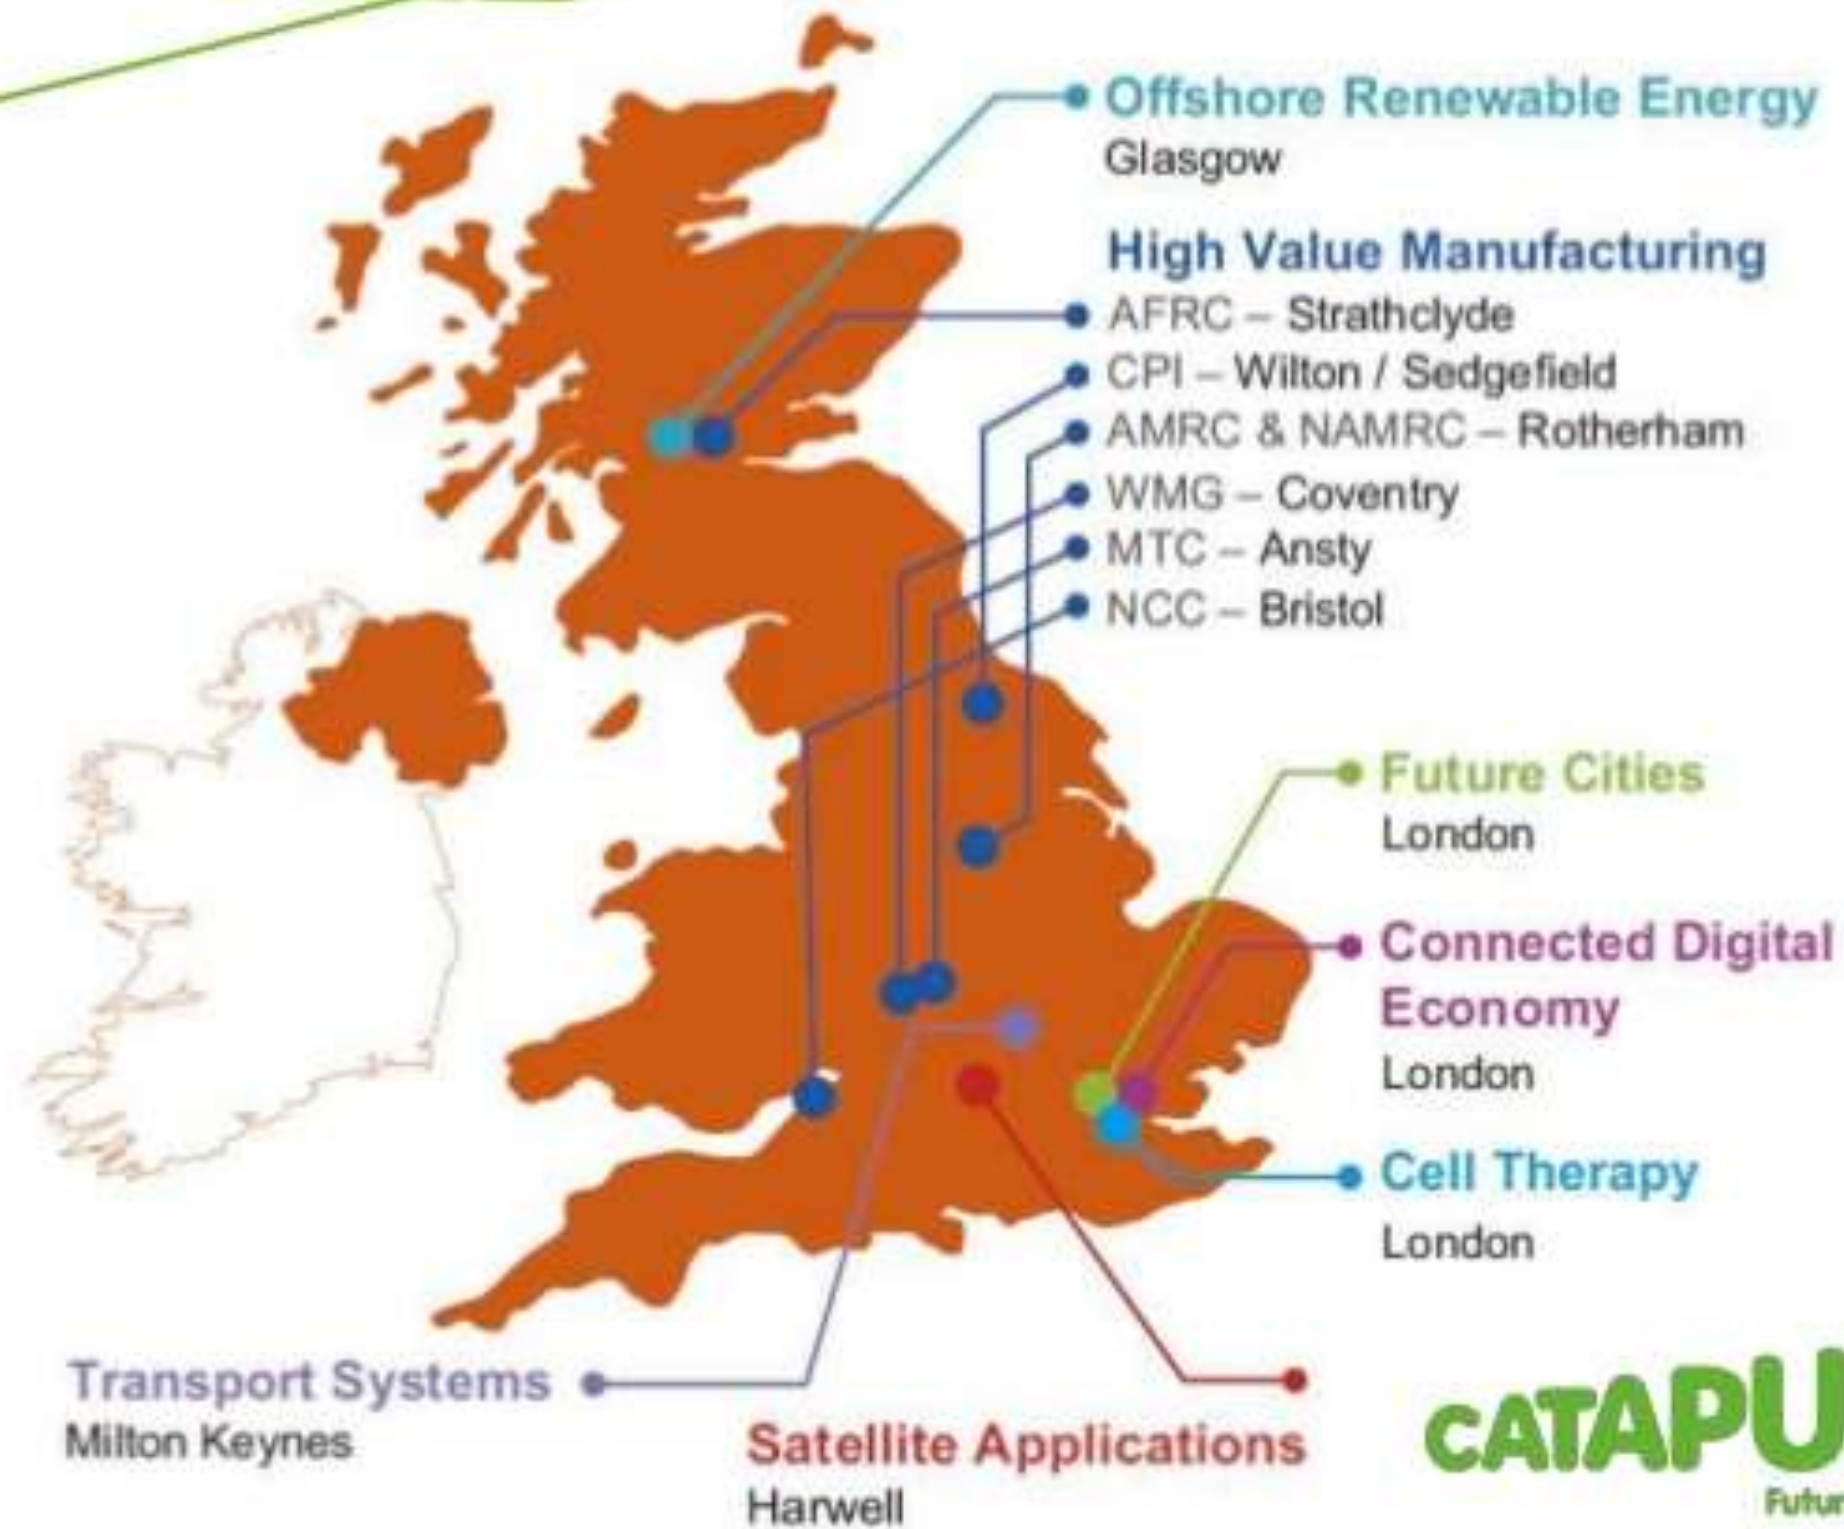 Offshore Renewable Energy
Glasgow
High Value Manufacturing
AFRC – Strathclyde
CPI – Wilton / Sedgefield
AMRC & NAMRC – Rotherham
WMG – Coventry
MTC – Ansty
NCC – Bristol
Future Cities
London
Connected Digital
Economy
London
Cell Therapy
London
Transport Systems
Milton Keynes
Satellite Applications
Harwell
CATAPU
Futur